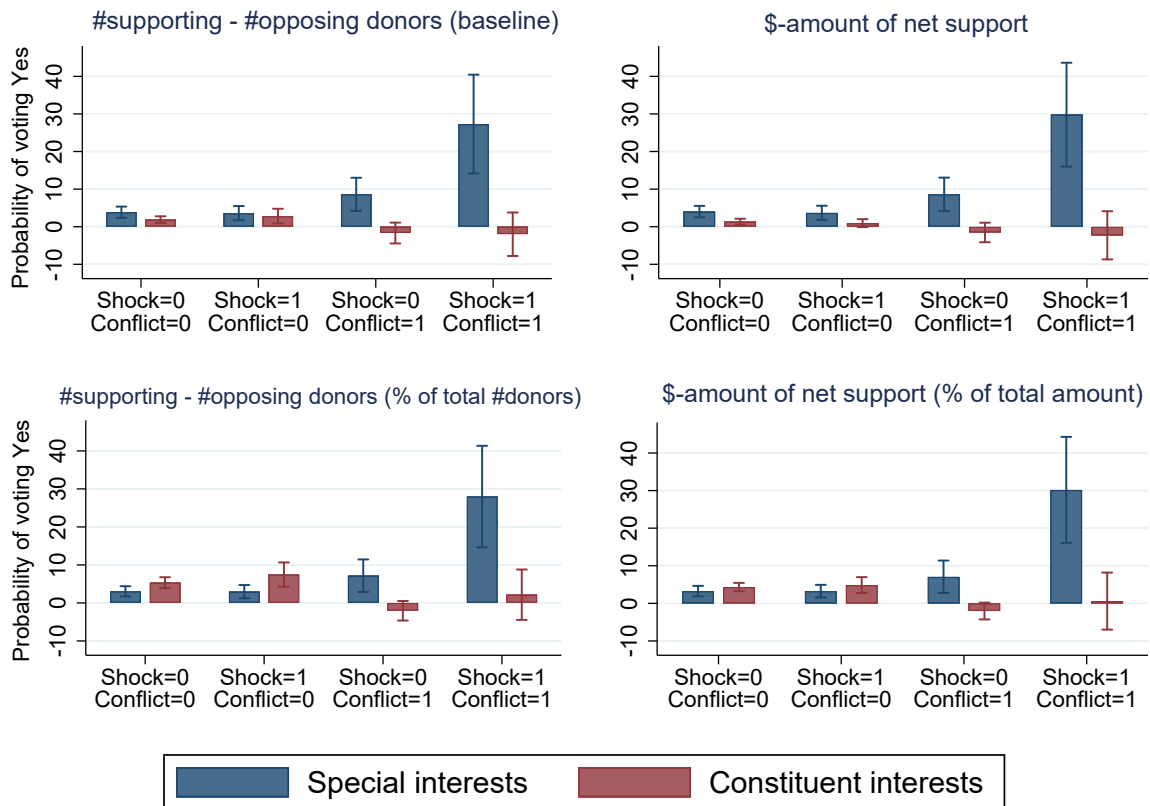 #supporting - #opposing donors (baseline)
Probability of voting Yes
40
30
20
10
0
-10
Shock=0 Shock=1 Shock=0 Shock=1
Conflict=0 Conflict=0 Conflict=1 Conflict=1
$-amount of net support
40
30
20
10
0
-10
Shock=0 Shock=1 Shock=0 Shock=1
Conflict=0 Conflict=0 Conflict=1 Conflict=1
#supporting - #opposing donors (% of total #donors)
Probability of voting Yes
40
30
20
10
0
-10
Shock=0 Shock=1 Shock=0 Shock=1
Conflict=0 Conflict=0 Conflict=1 Conflict=1
$-amount of net support (% of total amount)
40
30
20
10
0
-10
Shock=0 Shock=1 Shock=0 Shock=1
Conflict=0 Conflict=0 Conflict=1 Conflict=1
Special interests Constituent interests